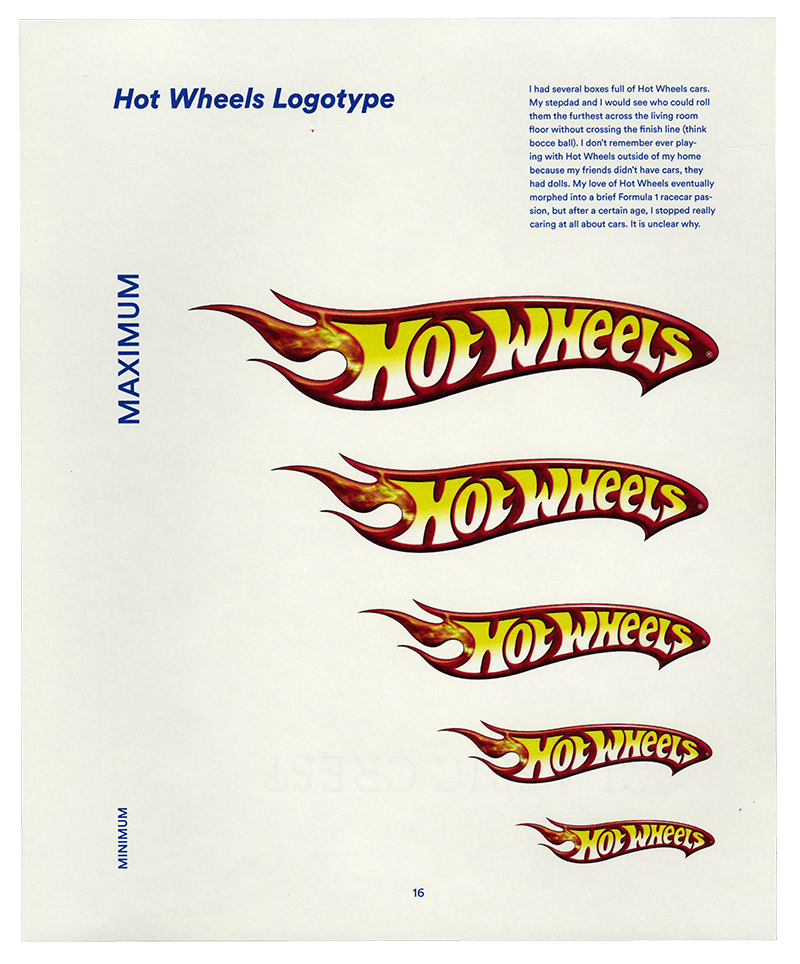 Hot Wheels Logotype
I had several boxes full of Hot Wheels cars.
My stepdad and I would see who could roll
them the furthest across the living room
floor without crossing the finish line (think
bocce ball). I don't remember ever play-
ing with Hot Wheels outside of my home
because my friends didn't have cars, they
had dolls. My love of Hot Wheels eventually
morphed into a brief Formula 1 racecar pas-
sion, but after a certain age, I stopped really
caring at all about cars. It is unclear why.
MAXIMUM
HOT WHeeLS ®
HOT WHeeLS ®
HOT WHeeLS ®
HOT WHeeLS ®
HOT WHeeLS ®
MINIMUM
16